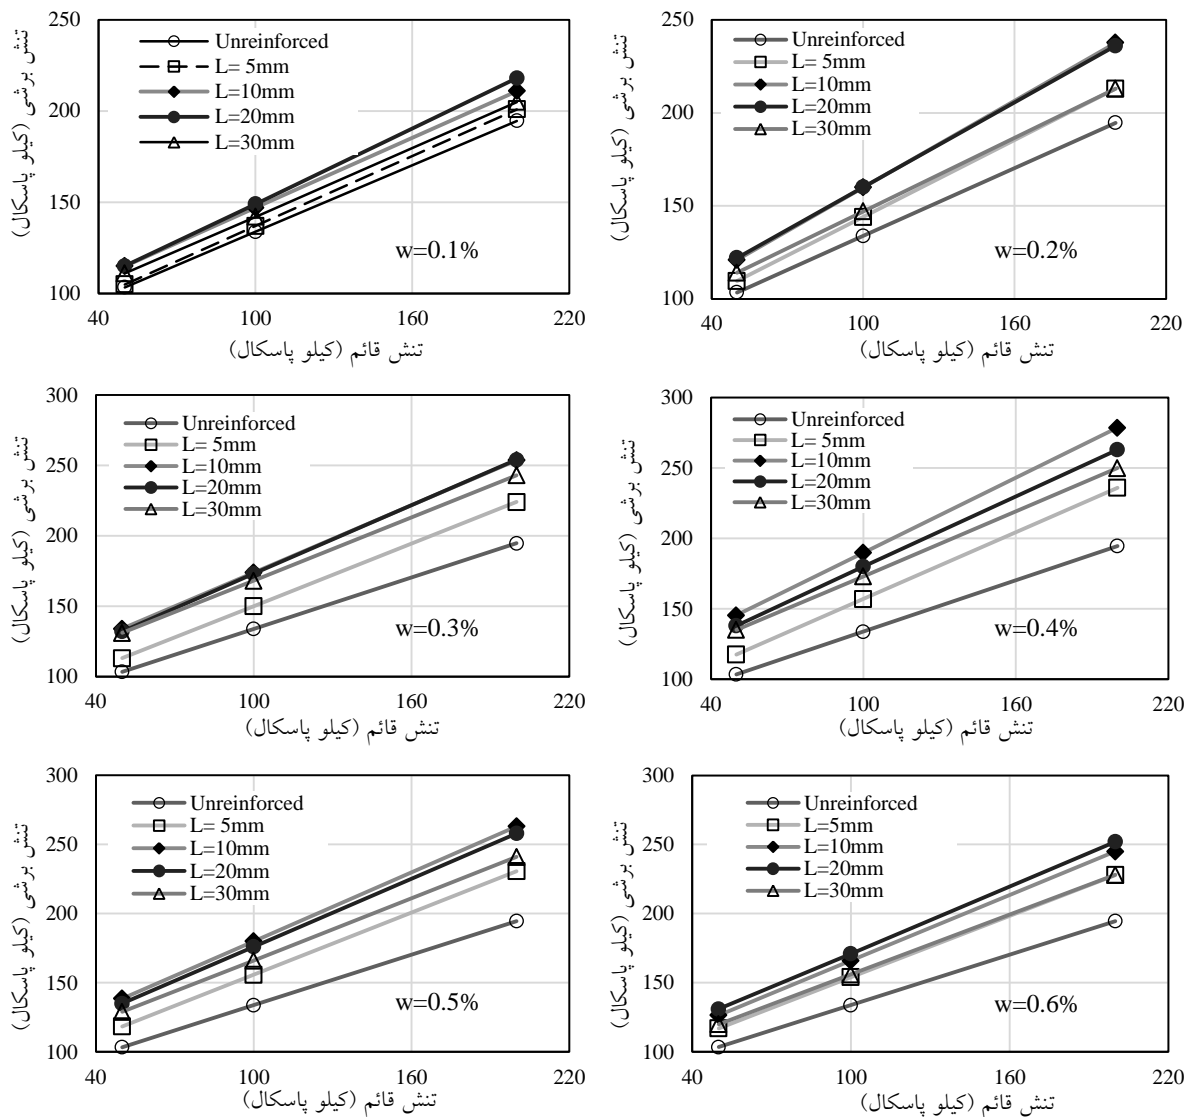 250
200
150
100
40
100
160
220
Unreinforced
L= 5mm
L=10mm
L=20mm
L=30mm
w=0.1%
تنش برشی (کیلو پاسکال)
تنش قائم (کیلو پاسکال)
250
200
150
100
40
100
160
220
Unreinforced
L= 5mm
L=10mm
L=20mm
L=30mm
w=0.2%
تنش برشی (کیلو پاسکال)
تنش قائم (کیلو پاسکال)
300
250
200
150
100
40
100
160
220
Unreinforced
L= 5mm
L=10mm
L=20mm
L=30mm
w=0.3%
تنش برشی (کیلو پاسکال)
تنش قائم (کیلو پاسکال)
300
250
200
150
100
40
100
160
220
Unreinforced
L= 5mm
L=10mm
L=20mm
L=30mm
w=0.4%
تنش برشی (کیلو پاسکال)
تنش قائم (کیلو پاسکال)
300
250
200
150
100
40
100
160
220
Unreinforced
L= 5mm
L=10mm
L=20mm
L=30mm
w=0.5%
تنش برشی (کیلو پاسکال)
تنش قائم (کیلو پاسکال)
300
250
200
150
100
40
100
160
220
Unreinforced
L=5mm
L=10mm
L=20mm
L=30mm
w=0.6%
تنش برشی (کیلو پاسکال)
تنش قائم (کیلو پاسکال)